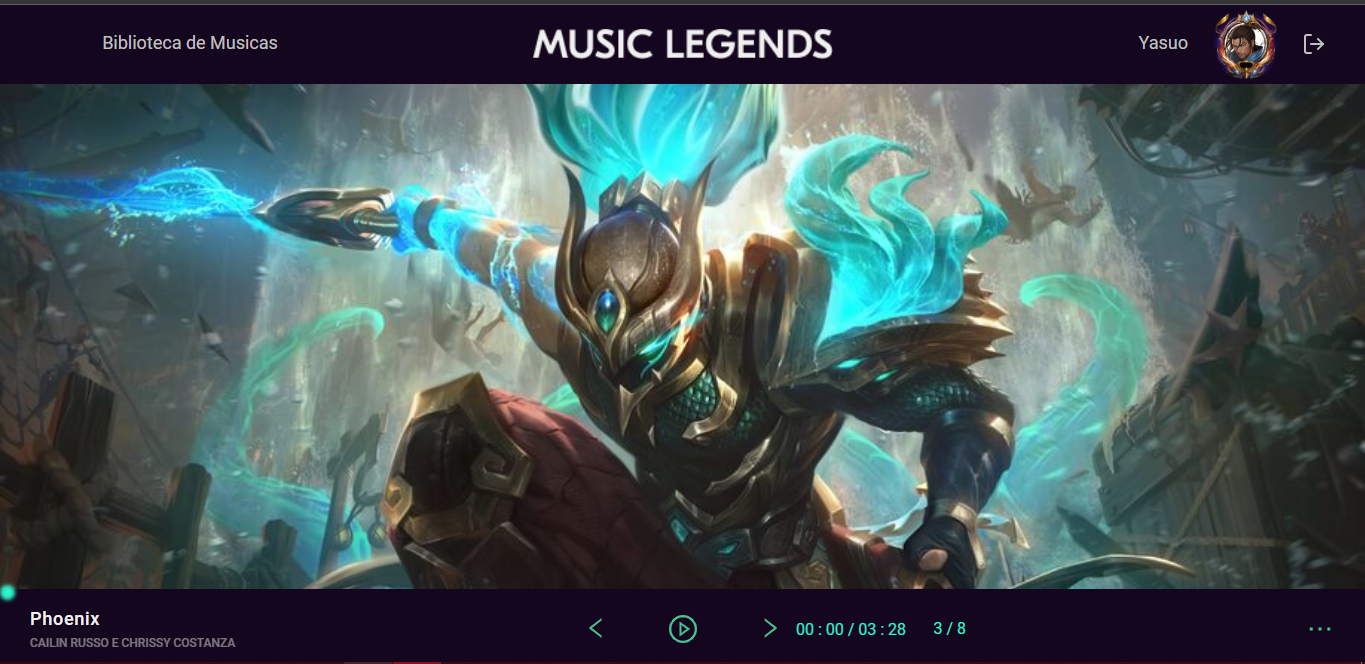 Biblioteca de Musicas
MUSIC LEGENDS
Yasuo
Phoenix
CAILIN RUSSO E CHRISSY COSTANZA
00 : 00 / 03 : 28
3 / 8